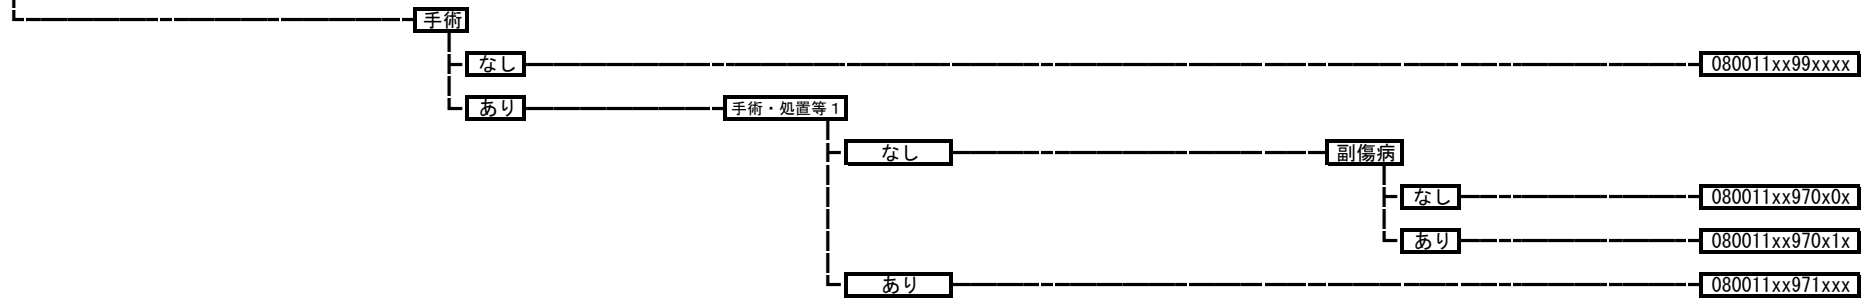 手術
なし
080011xx99xxxx
あり
手術・処置等１
なし
副傷病
なし
080011xx970x0x
あり
080011xx970x1x
あり
080011xx971xxx